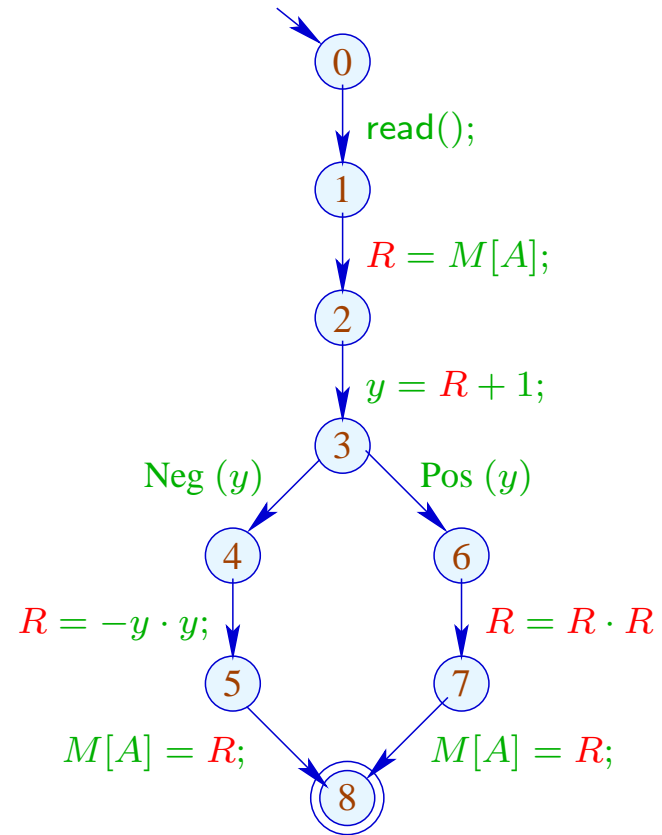 0
read();
1
R = M[A];
2
y = R + 1;
3
Neg (y) Pos (y)
4 6
R = −y · y; R = R · R
5 7
M[A] = R; M[A] = R;
8